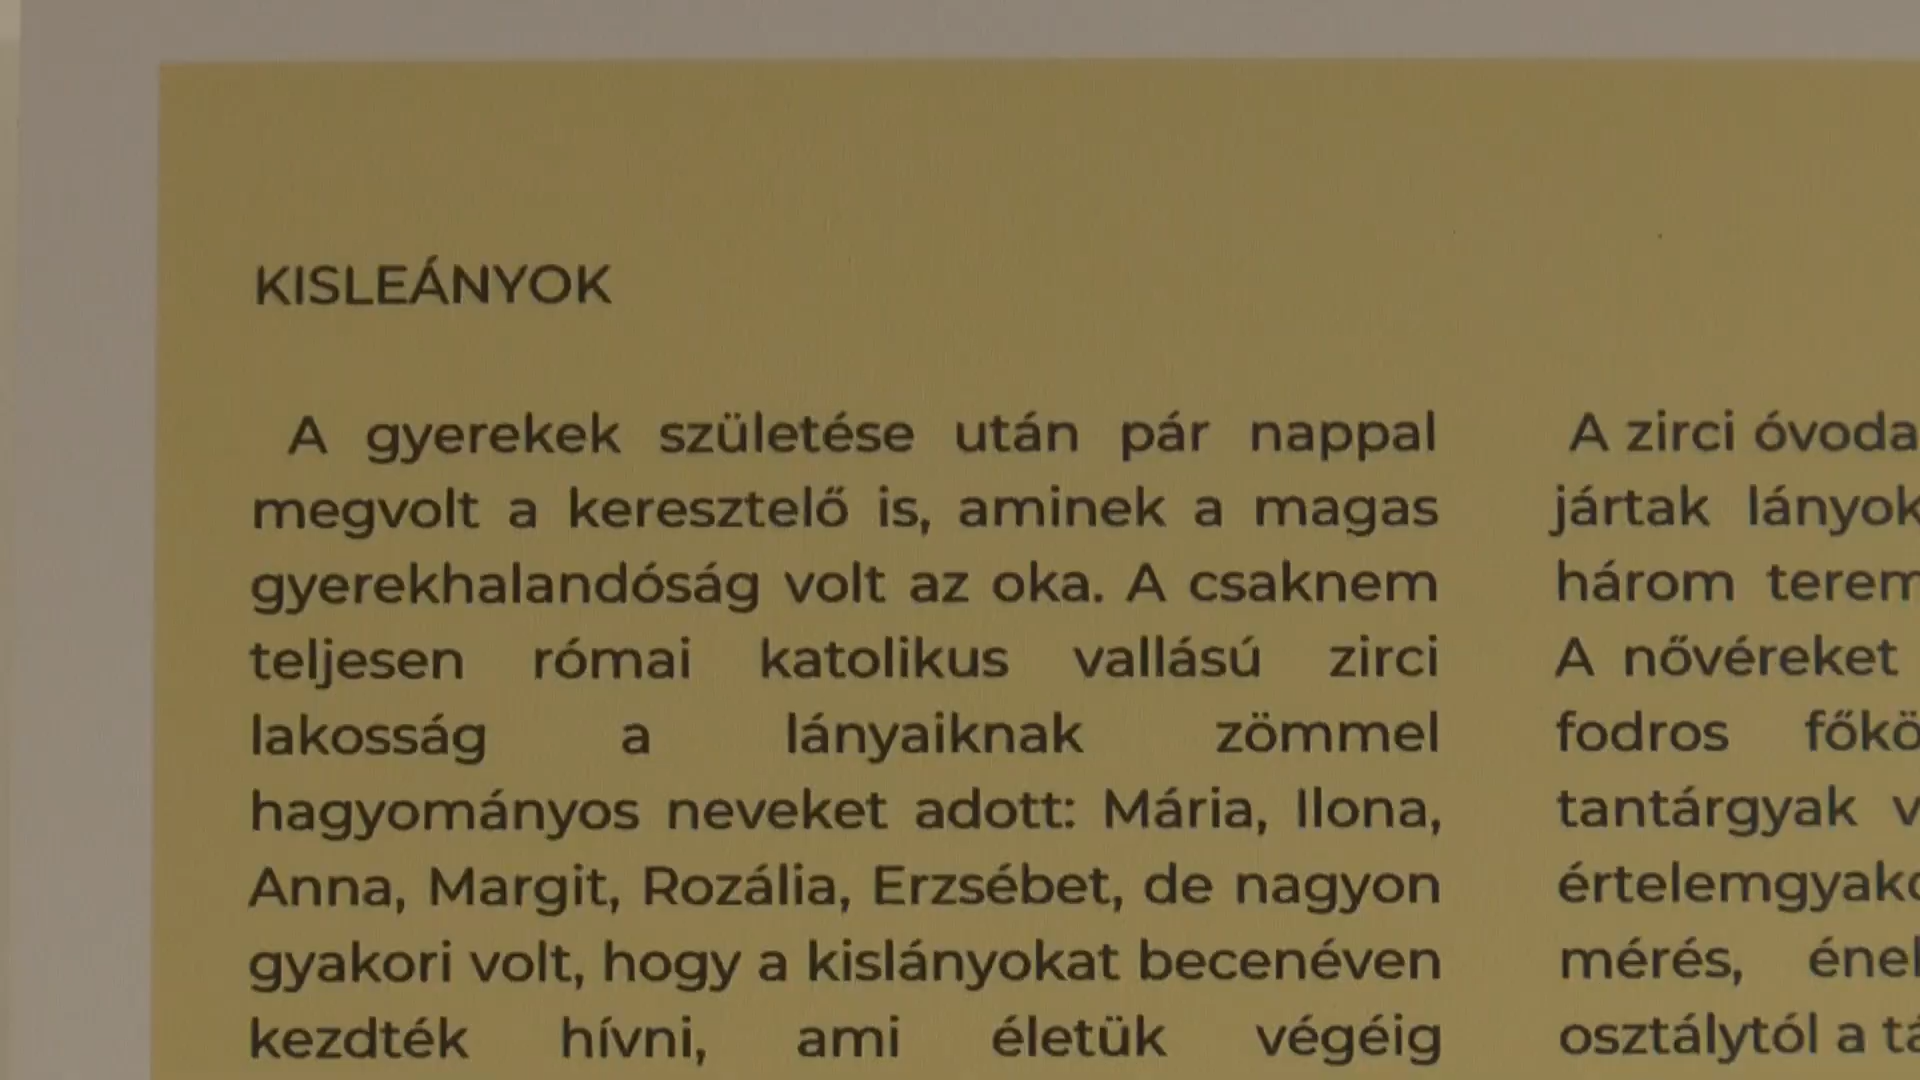 KISLEÁNYOK
A gyerekek születése után pár nappal
megvolt a keresztelő is, aminek a magas
gyerekhalandóság volt az oka. A csaknem
teljesen római katolikus vallású zirci
lakosság a lányaiknak zömmel
hagyományos neveket adott: Mária, Ilona,
Anna, Margit, Rozália, Erzsébet, de nagyon
gyakori volt, hogy a kislányokat becenéven
kezdték hívni, ami életük végéig
A zirci óvoda
jártak lányok
három terem
A nővéreket
fodros
tantárgyak
mérés,
osztálytól a